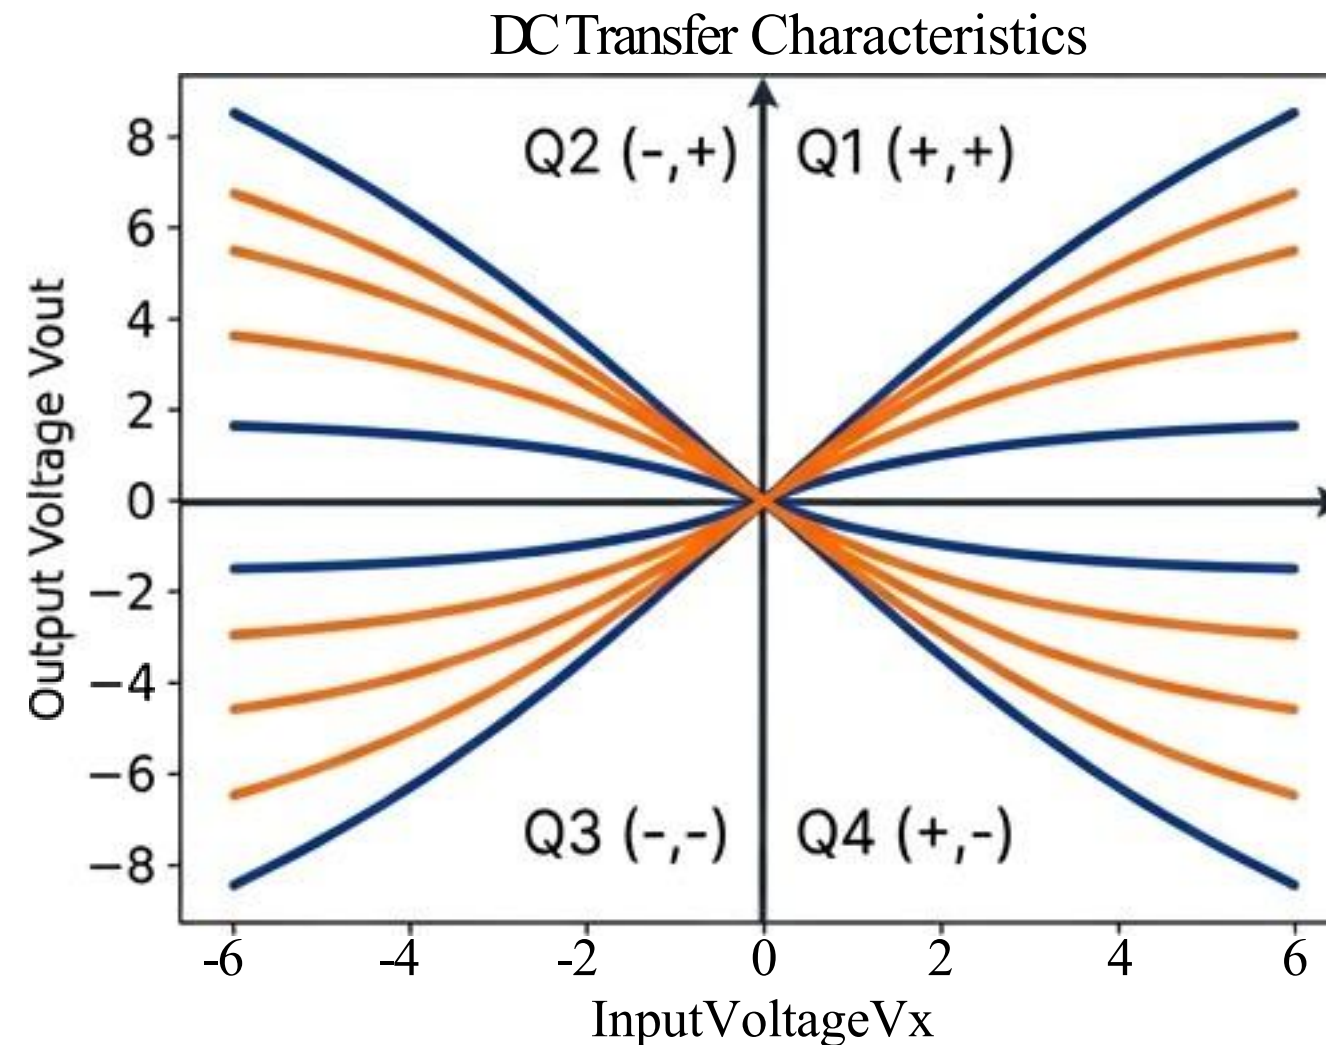 DC Transfer Characteristics
Q2 (-,+) Q1 (+,+)
8
6
4
2
0
−2
−4
−6
−8
Output Voltage Vout
Q3 (-,-) Q4 (+,-)
-6 -4 -2 0 2 4 6
InputVoltageVx